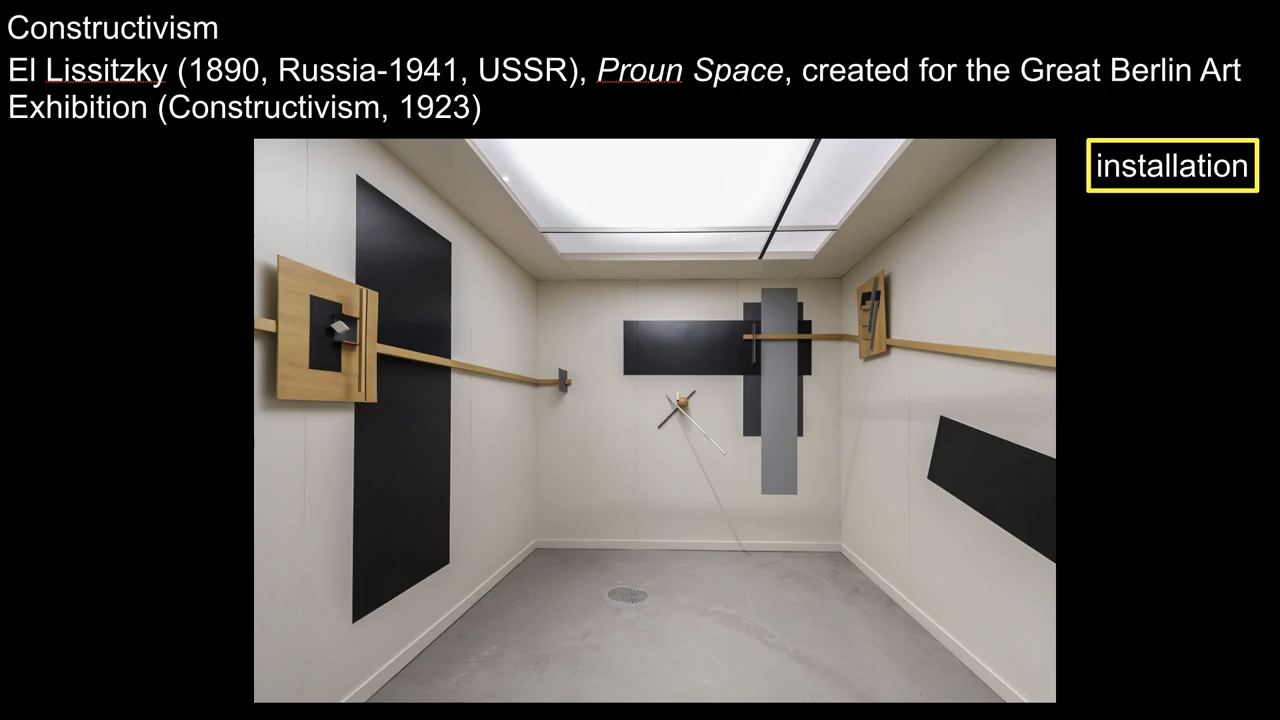 Constructivism
El Lissitzky (1890, Russia-1941, USSR), Proun Space, created for the Great Berlin Art
Exhibition (Constructivism, 1923)
installation